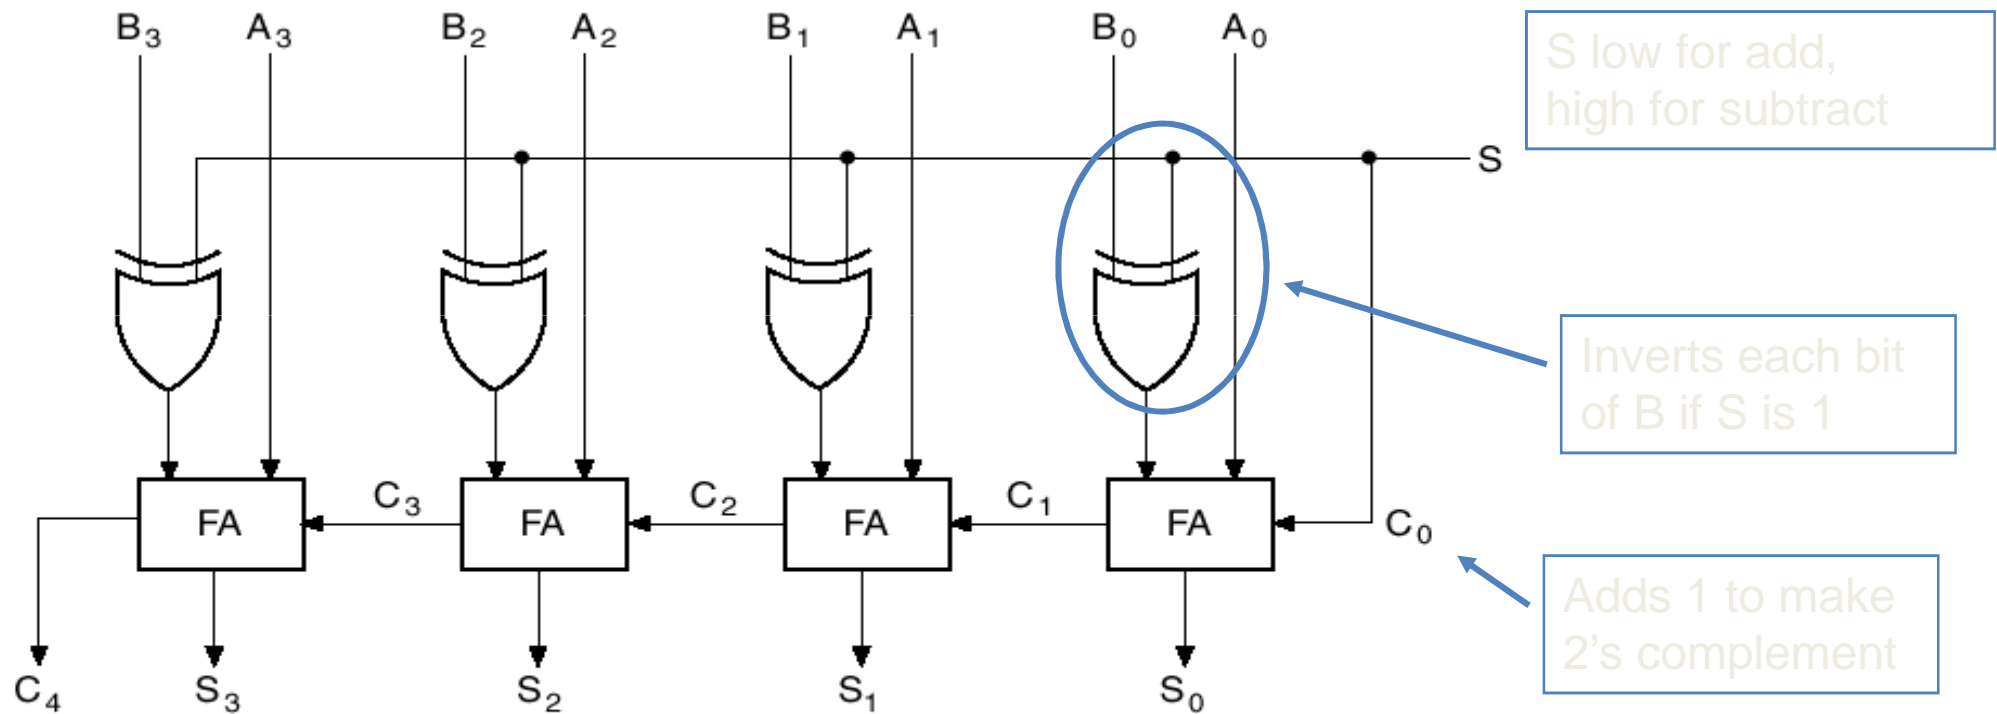 B3 A3 B2 A2 B1 A1 B0 A0
S low for add,
high for subtract
S
Inverts each bit
of B if S is 1
C3 C2 C1
FA FA FA FA C0
Adds 1 to make
2’s complement
C4 S3 S2 S1 S0